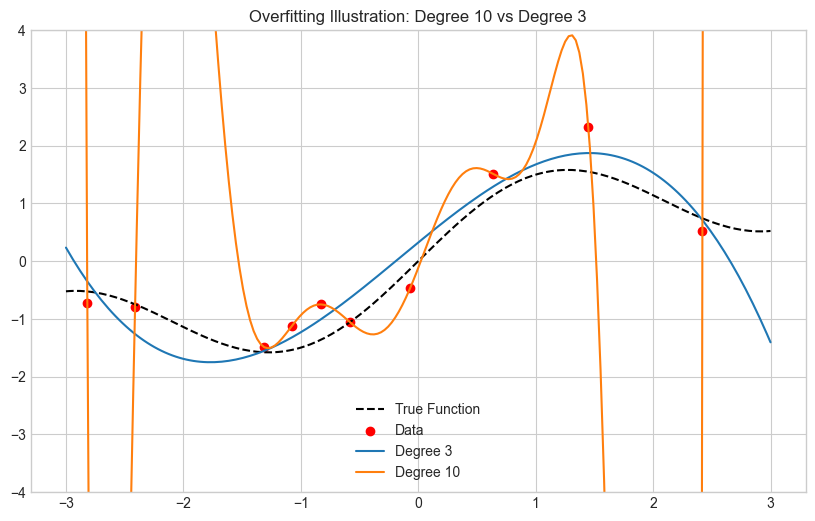 Overfitting Illustration: Degree 10 vs Degree 3
4
3
2
1
0
−1
−2
−3
−4
True Function
Data
Degree 3
Degree 10
−3 −2 −1 0 1 2 3